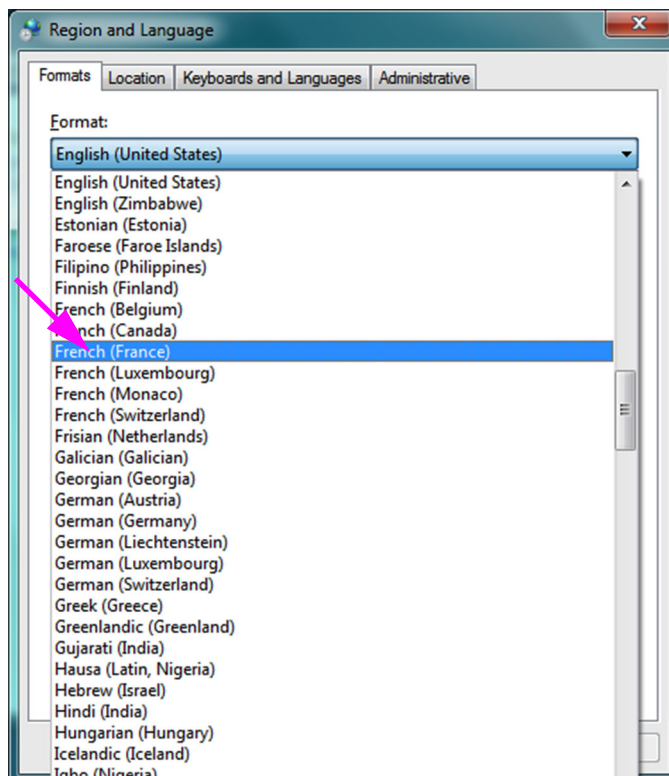 Region and Language
Formats Location Keyboards and Languages Administrative
Format:
English (United States)
English (United States)
English (Zimbabwe)
Estonian (Estonia)
Faroese (Faroe Islands)
Filipino (Philippines)
Finnish (Finland)
French (Belgium)
French (Canada)
French (France)
French (Luxembourg)
French (Monaco)
French (Switzerland)
Frisian (Netherlands)
Galician (Galician)
Georgian (Georgia)
German (Austria)
German (Germany)
German (Liechtenstein)
German (Luxembourg)
German (Switzerland)
Greek (Greece)
Greenlandic (Greenland)
Gujarati (India)
Hausa (Latin, Nigeria)
Hebrew (Israel)
Hindi (India)
Hungarian (Hungary)
Icelandic (Iceland)
Igbo (Nigeria)